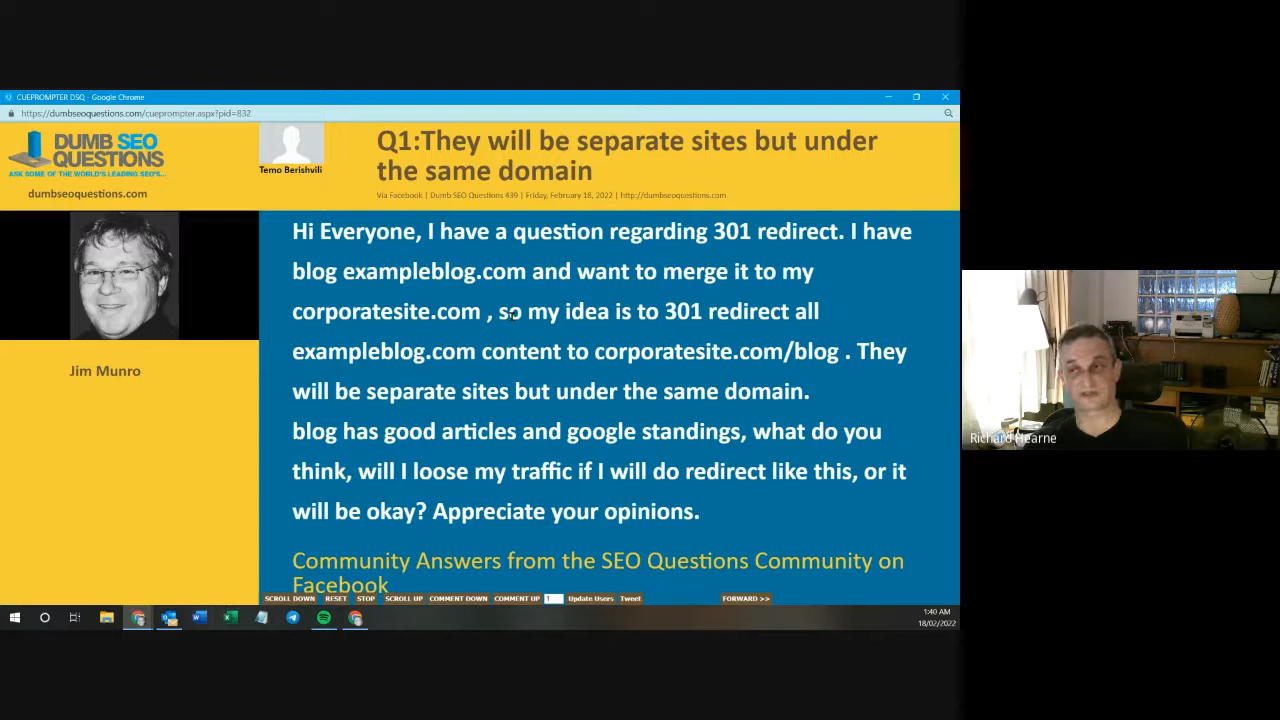 CUEPROMPTER DSQ - Google Chrome
https://dumbseoquestions.com/cueprompter.aspx?pid=832
DUMB SEO
QUESTIONS
ASK SOME OF THE WORLD'S LEADING SEO'S...
dumbseoquestions.com
Temo Berishvili
Q1:They will be separate sites but under
the same domain
Via Facebook | Dumb SEO Questions 439 | Friday, February 18, 2022 | http://dumbseoquestions.com
Jim Munro
Hi Everyone, I have a question regarding 301 redirect. I have
blog exampleblog.com and want to merge it to my
corporatesite.com , so my idea is to 301 redirect all
exampleblog.com content to corporatesite.com/blog . They
will be separate sites but under the same domain.
blog has good articles and google standings, what do you
think, will I loose my traffic if I will do redirect like this, or it
will be okay? Appreciate your opinions.
Community Answers from the SEO Questions Community on
Facebook
SCROLL DOWN RESET STOP SCROLL UP COMMENT DOWN COMMENT UP 1 Update Users Tweet FORWARD >>
1:40 AM
18/02/2022
Richard Hearne